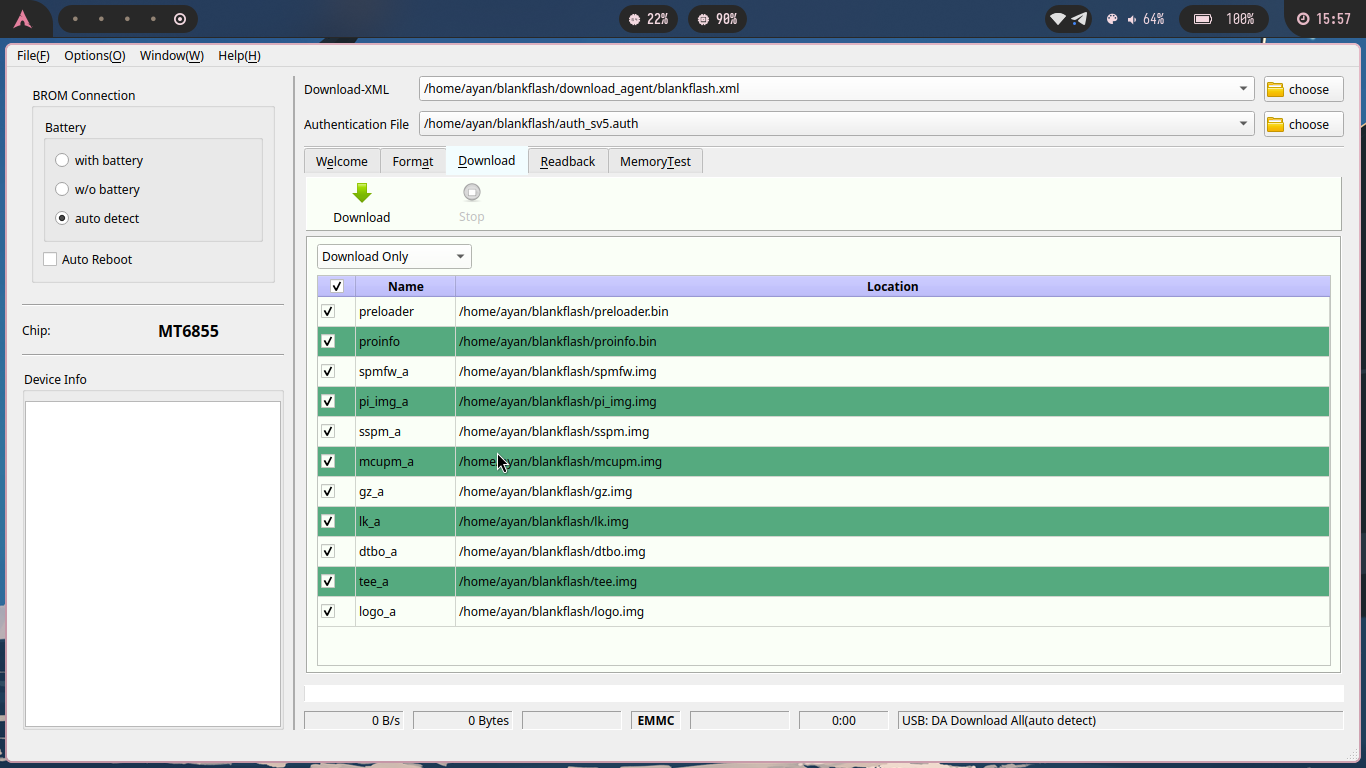 22% 90% 64% 100% 15:57
File(F) Options(O) Window(W) Help(H)
BROM Connection
Battery
with battery
w/o battery
auto detect
Auto Reboot
Chip: MT6855
Device Info
Download-XML /home/ayan/blankflash/download_agent/blankflash.xml choose
Authentication File /home/ayan/blankflash/auth_sv5.auth choose
Welcome Format Download Readback MemoryTest
Download Stop
Download Only
Name Location
preloader /home/ayan/blankflash/preloader.bin
proinfo /home/ayan/blankflash/proinfo.bin
spmfw_a /home/ayan/blankflash/spmfw.img
pi_img_a /home/ayan/blankflash/pi_img.img
sspm_a /home/ayan/blankflash/sspm.img
mcupm_a /home/ayan/blankflash/mcupm.img
gz_a /home/ayan/blankflash/gz.img
lk_a /home/ayan/blankflash/lk.img
dtbo_a /home/ayan/blankflash/dtbo.img
tee_a /home/ayan/blankflash/tee.img
logo_a /home/ayan/blankflash/logo.img
0 B/s 0 Bytes EMMC 0:00 USB: DA Download All(auto detect)